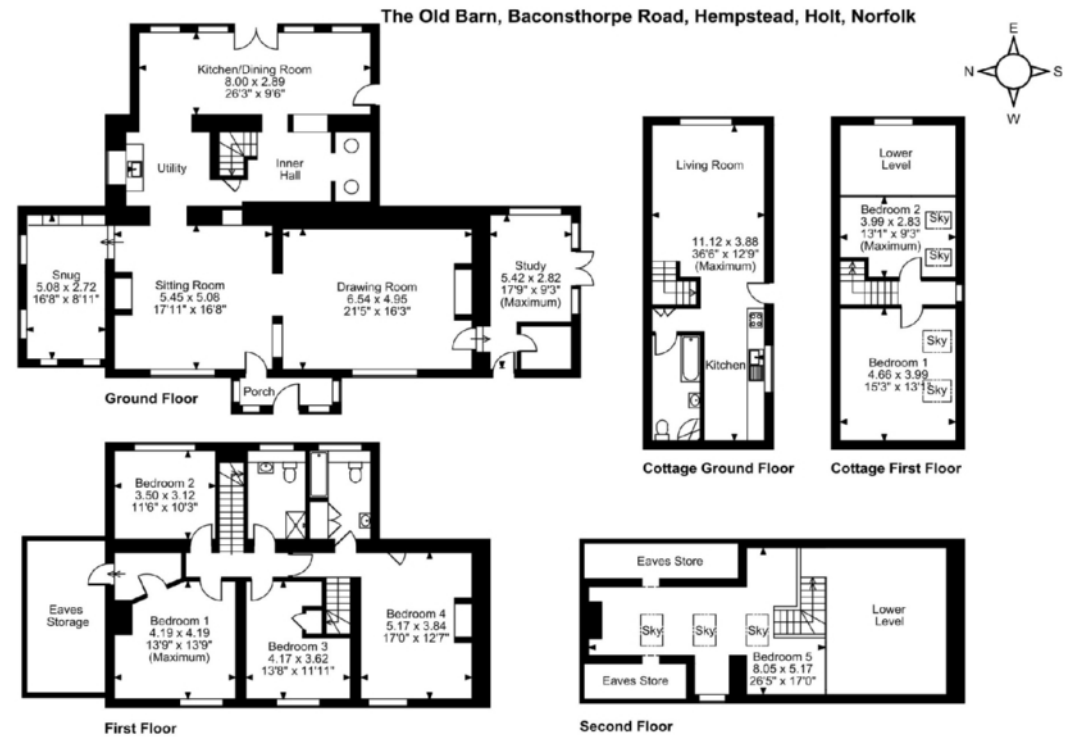 The Old Barn, Baconsthorpe Road, Hempstead, Holt, Norfolk
E
N
S
W
Kitchen/Dining Room
8.00 x 2.89
26'3" x 9'6"
Utility
Inner
Hall
Snug
5.08 x 2.72
16'8" x 8'11"
Sitting Room
5.45 x 5.08
17'11" x 16'8"
Drawing Room
6.54 x 4.95
21'5" x 16'3"
Study
5.42 x 2.82
17'9" x 9'3"
(Maximum)
Porch
Ground Floor
Living Room
11.12 x 3.88
36'6" x 12'9"
(Maximum)
Kitchen
Cottage Ground Floor
Lower
Level
Bedroom 2
3.99 x 2.83
13'1" x 9'3"
(Maximum)
Sky
Sky
Sky
Bedroom 1
4.66 x 3.99
15'3" x 13'1"
Sky
Cottage First Floor
Bedroom 2
3.50 x 3.12
11'6" x 10'3"
Eaves
Storage
Bedroom 1
4.19 x 4.19
13'9" x 13'9"
(Maximum)
Bedroom 3
4.17 x 3.62
13'8" x 11'11"
Bedroom 4
5.17 x 3.84
17'0" x 12'7"
First Floor
Eaves Store
Sky
Sky
Sky
Lower
Level
Bedroom 5
8.05 x 5.17
26'5" x 17'0"
Eaves Store
Second Floor